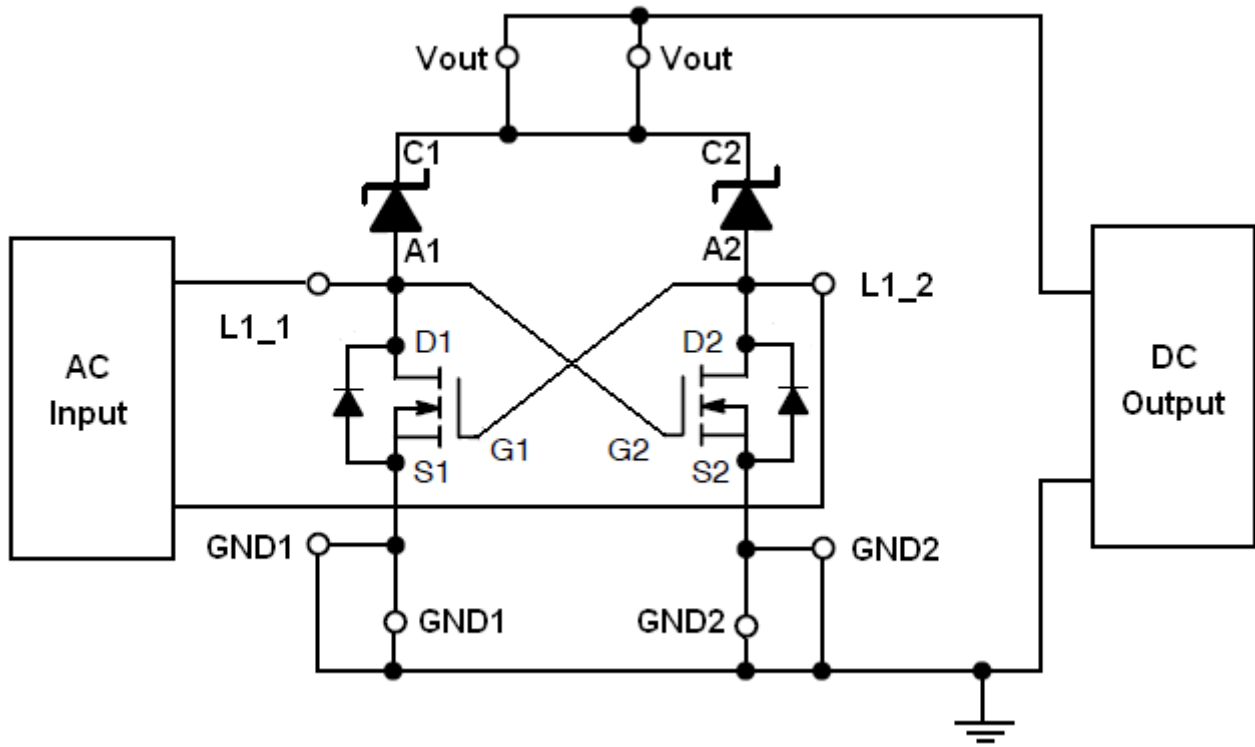 Vout
Vout
C1
C2
A1
A2
L1_1
L1_2
AC
Input
D1
D2
DC
Output
G1
G2
S1
S2
GND1
GND2
GND1
GND2